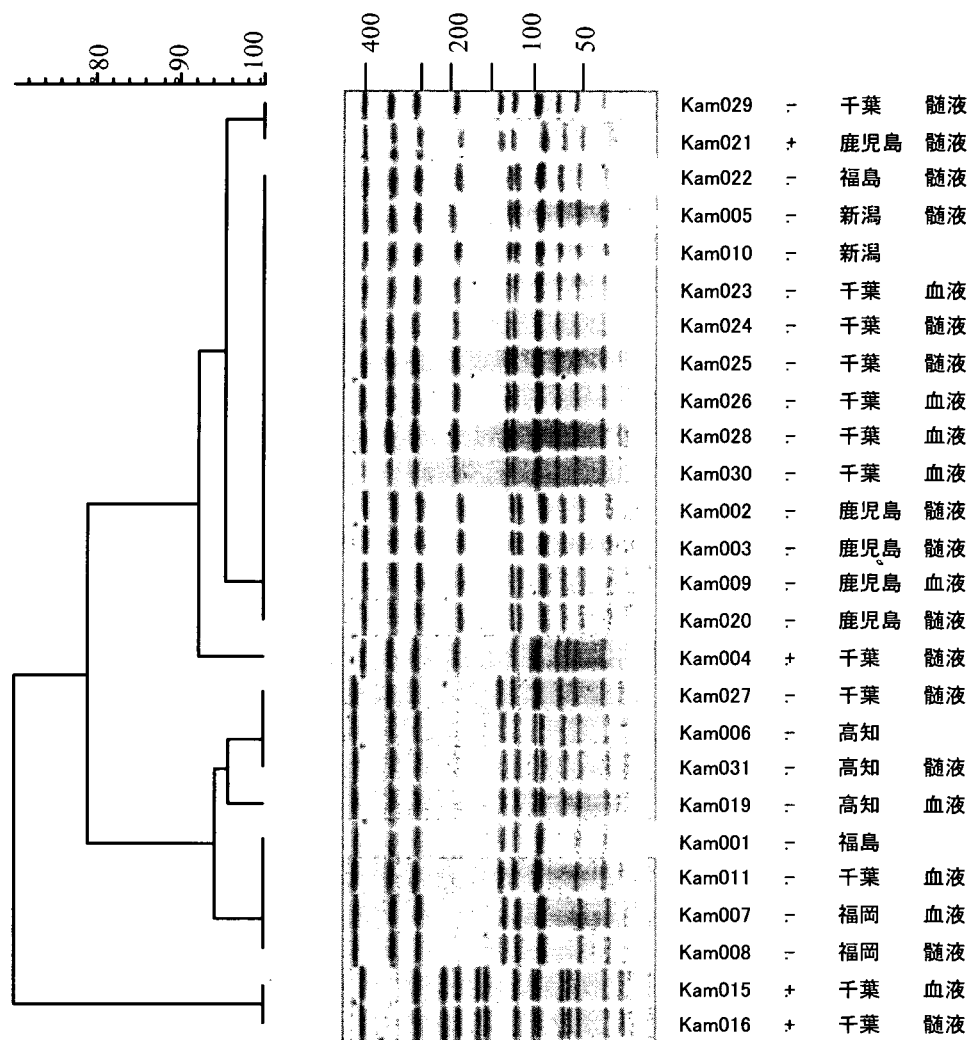 80 90 100 400 200 100 50
Kam029 - 千葉 髄液
Kam021 + 鹿児島 髄液
Kam022 - 福島 髄液
Kam005 - 新潟 髄液
Kam010 - 新潟
Kam023 - 千葉 血液
Kam024 - 千葉 髄液
Kam025 - 千葉 髄液
Kam026 - 千葉 血液
Kam028 - 千葉 血液
Kam030 - 千葉 血液
Kam002 - 鹿児島 髄液
Kam003 - 鹿児島 髄液
Kam009 - 鹿児島 血液
Kam020 - 鹿児島 髄液
Kam004 + 千葉 髄液
Kam027 - 千葉 髄液
Kam006 - 高知
Kam031 - 高知 髄液
Kam019 - 高知 血液
Kam001 - 福島
Kam011 - 千葉 血液
Kam007 - 福岡 血液
Kam008 - 福岡 髄液
Kam015 + 千葉 血液
Kam016 + 千葉 髄液